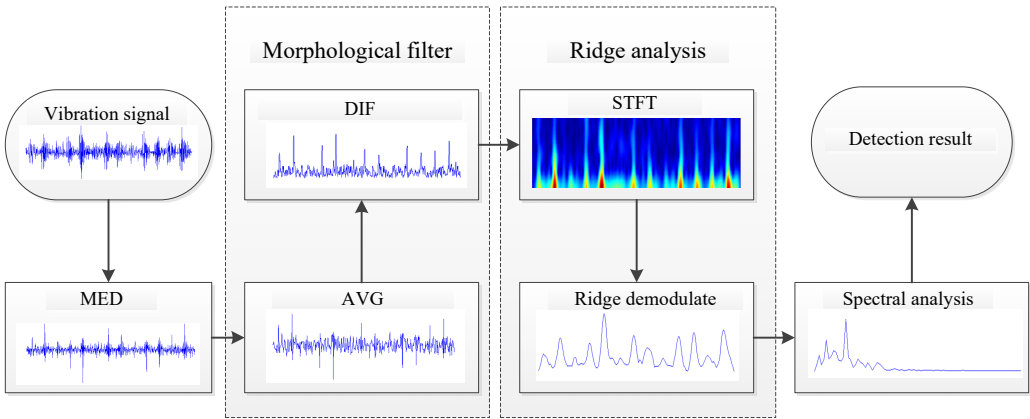 Morphological filter
Ridge analysis
Vibration signal
DIF
STFT
Detection result
MED
AVG
Ridge demodulate
Spectral analysis